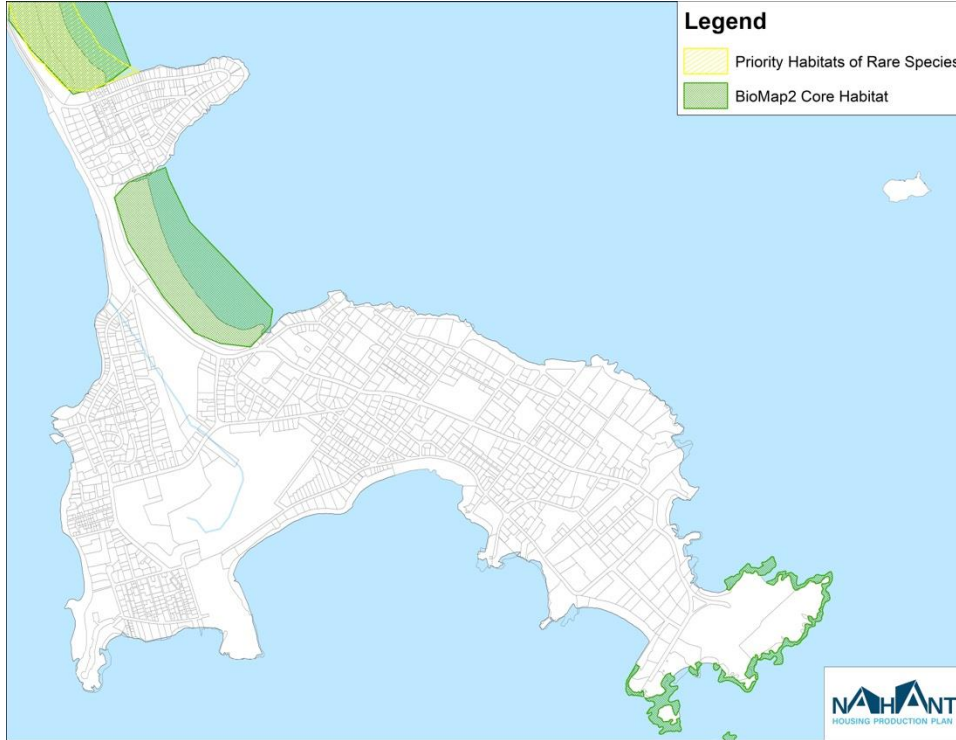 Legend
Priority Habitats of Rare Species
BioMap2 Core Habitat
NAHANT
HOUSING PRODUCTION PLAN